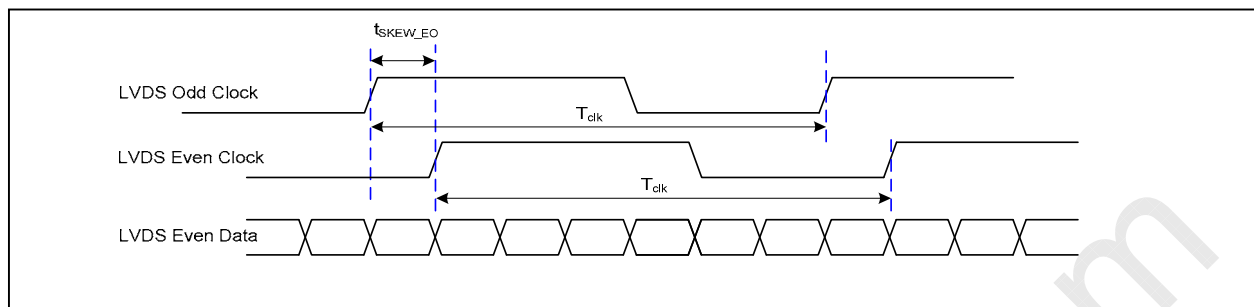 tSKEW_EO
LVDS Odd Clock
Tclk
LVDS Even Clock
Tclk
LVDS Even Data
m